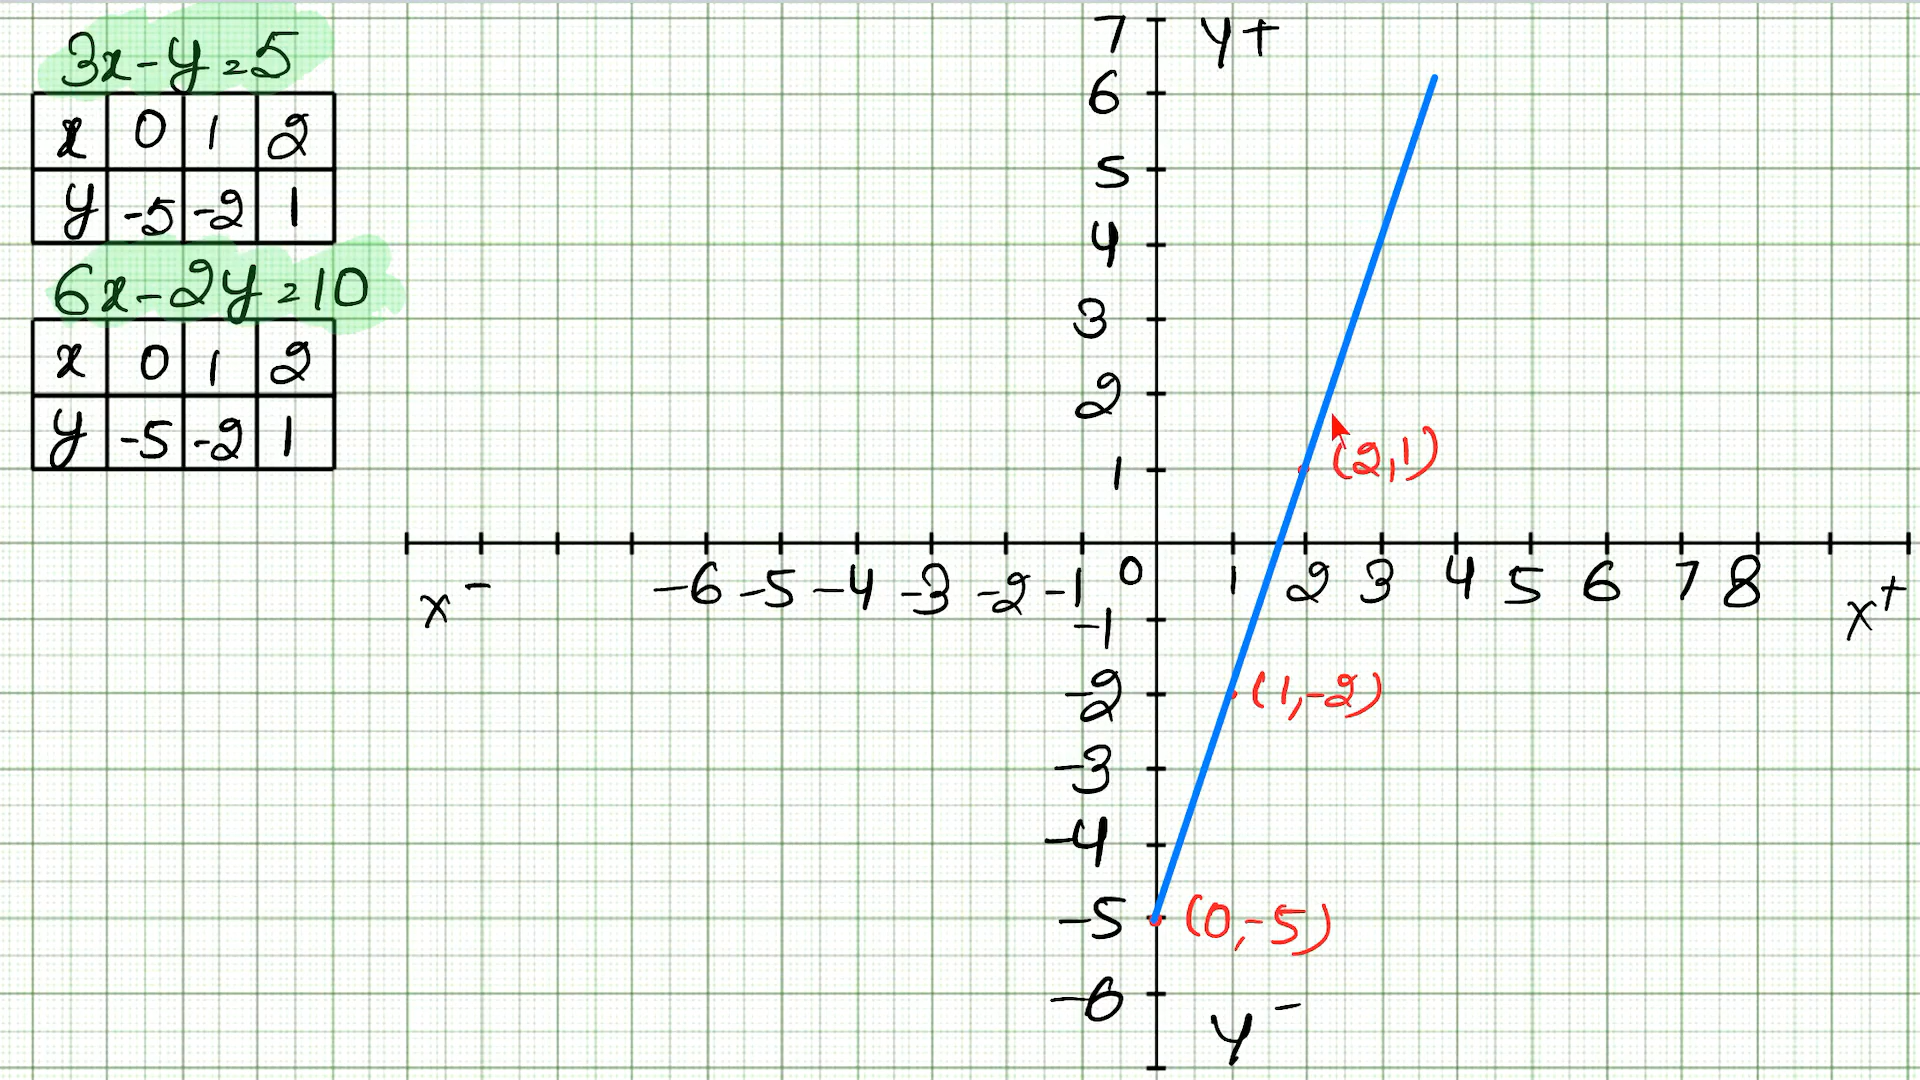 3x-y=5
x 0 1 2
y -5 -2 1
6x-2y=10
x 0 1 2
y -5 -2 1
y+
7
6
5
4
3
2
1
(2,1)
x - -6 -5 -4 -3 -2 -1 0 1 2 3 4 5 6 7 8 x+
-1
-2 (1,-2)
-3
-4
-5 (0,-5)
-6
y -